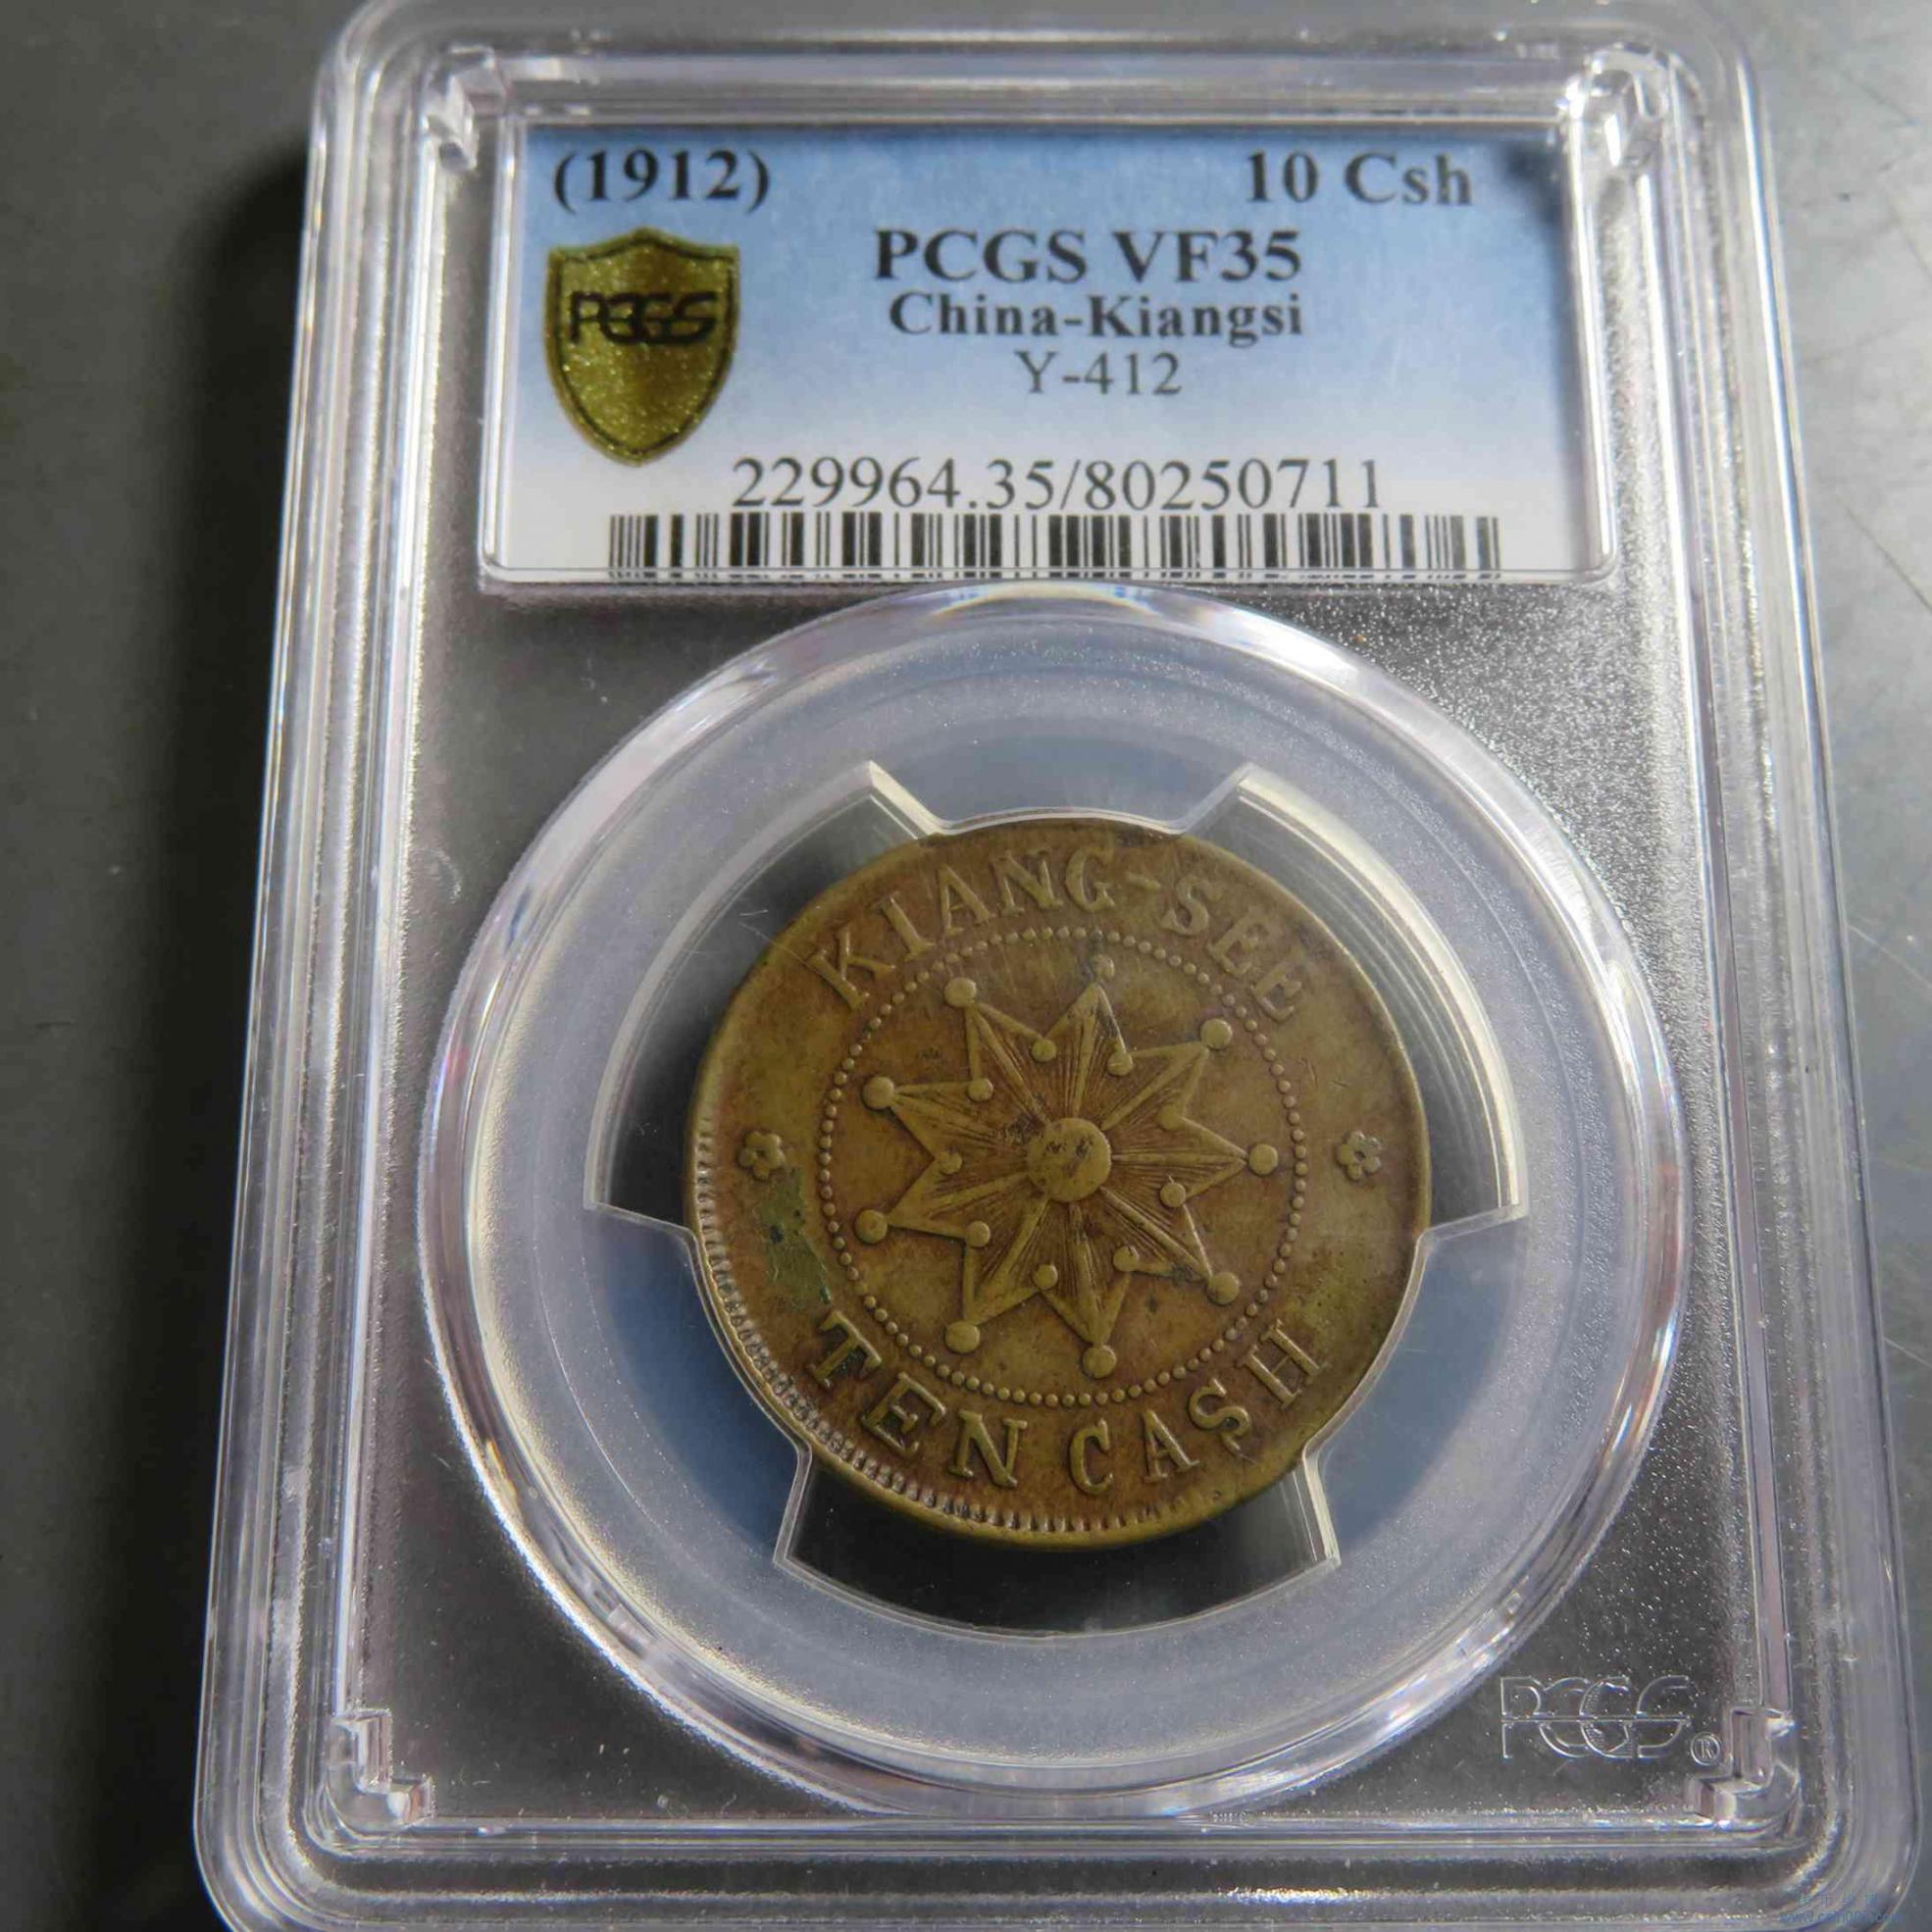 (1912) 10 Csh
PCGS VF35
China-Kiangsi
Y-412
PCGS
229964.35/80250711
KIANG-SEE
TEN CASH
PCGS®